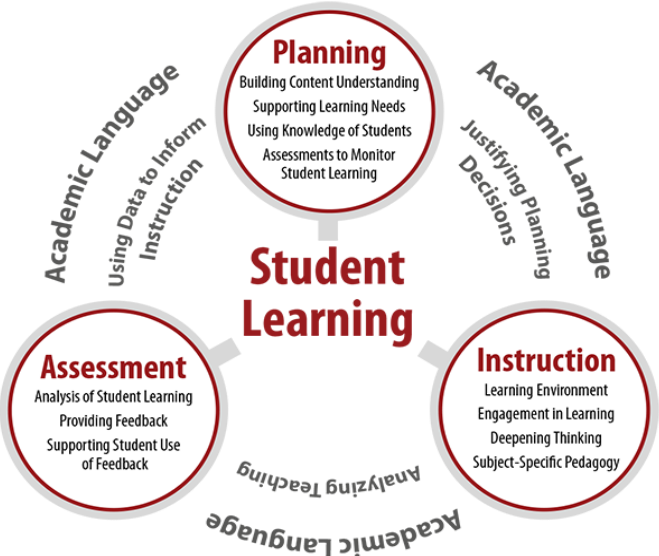 Planning
Building Content Understanding
Supporting Learning Needs
Using Knowledge of Students
Assessments to Monitor
Student Learning
Academic Language
Using Data to Inform
Instruction
Academic Language
Justifying Planning
Decisions
Student
Learning
Assessment
Analysis of Student Learning
Providing Feedback
Supporting Student Use
of Feedback
Instruction
Learning Environment
Engagement in Learning
Deepening Thinking
Subject-Specific Pedagogy
Analyzing Teaching
Academic Language